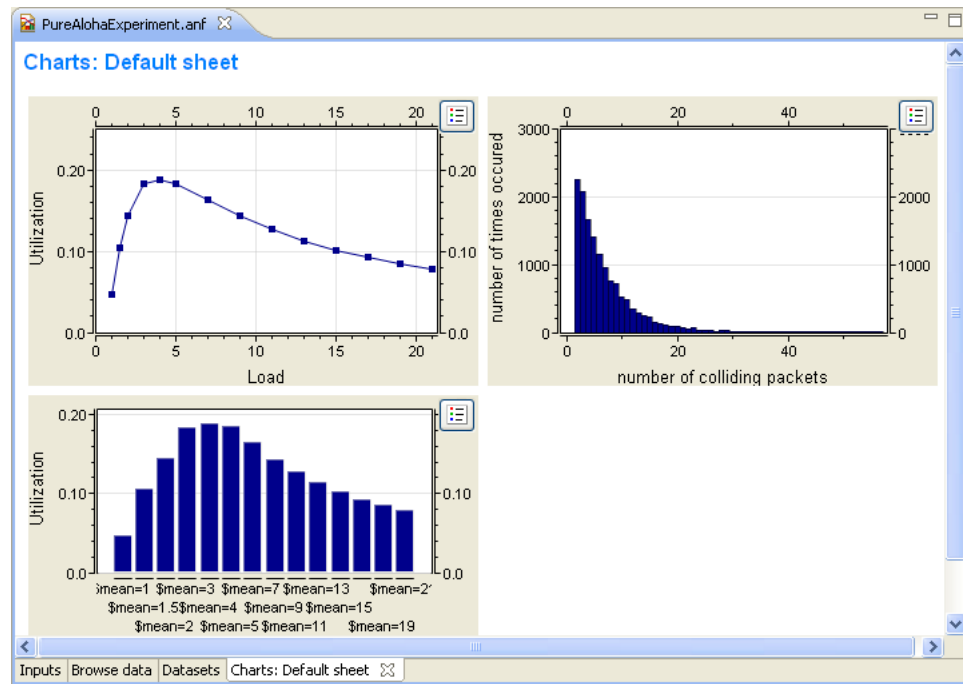 PureAlohaExperiment.anf
Charts: Default sheet
0 5 10 15 20
0.20 0.20
0.10 0.10
0.0 0.0
0 5 10 15 20
Utilization
Load
0 20 40
3000
2000 2000
1000 1000
0 0
0 20 40
number of times occured
number of colliding packets
0.20
0.10 0.10
0.0 0.0
Utilization
$mean=1 $mean=3 $mean=7 $mean=13 $mean=2
$mean=1.5 $mean=4 $mean=9 $mean=15
$mean=2 $mean=5 $mean=11 $mean=19
Inputs Browse data Datasets Charts: Default sheet